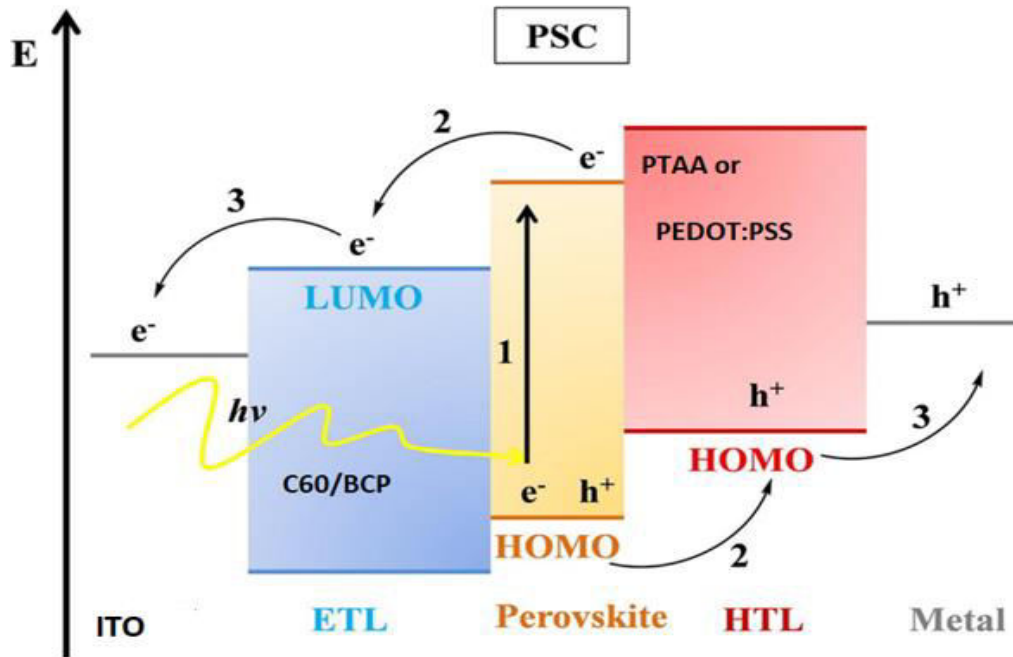 PSC
E
2
e-
PTAA or
3
e-
PEDOT:PSS
LUMO
h+
e-
1
hν
h+
3
C60/BCP
HOMO
e- h+
HOMO
2
ITO
ETL
Perovskite
HTL
Metal